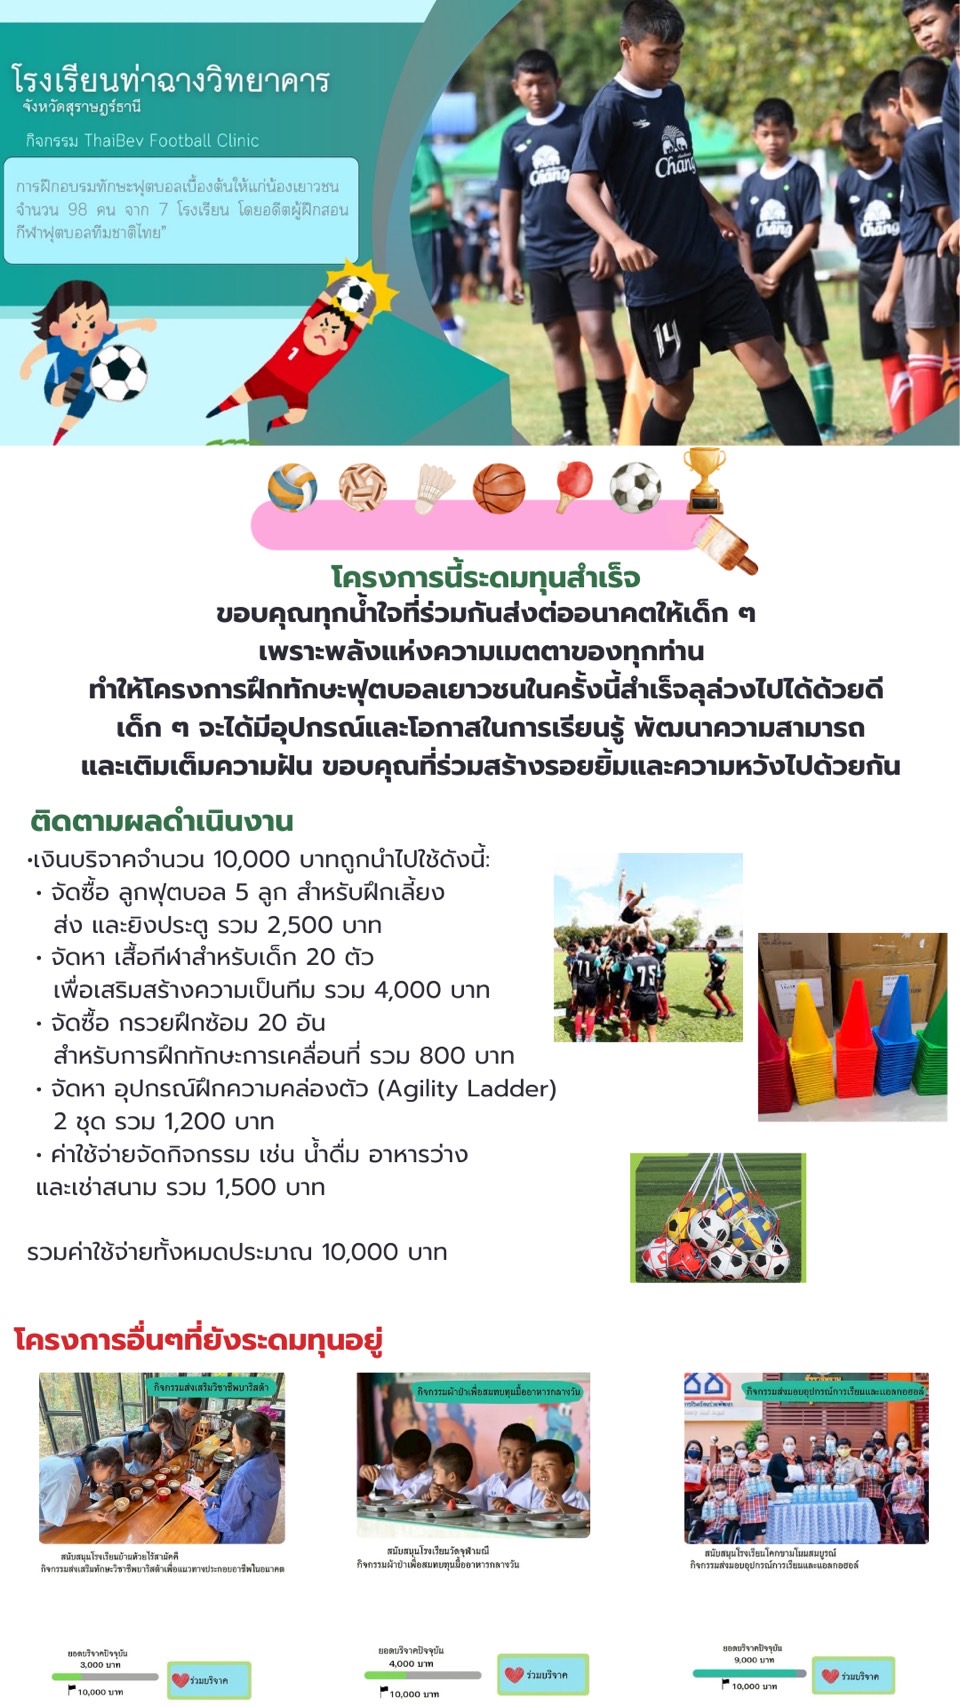 โรงเรียนท่าฉางวิทยาคาร
จังหวัดสุราษฎร์ธานี
กิจกรรม ThaiBev Football Clinic
การฝึกอบรมทักษะฟุตบอลเบื้องต้นให้แก่น้องเยาวชน
จำนวน 98 คน จาก 7 โรงเรียน โดยอดีตผู้ฝึกสอน
กีฬาฟุตบอลทีมชาติไทย"
Chang
Chang
Chang
Chang
14
1
โครงการนี้ระดมทุนสำเร็จ
ขอบคุณทุกน้ำใจที่ร่วมกันส่งต่ออนาคตให้เด็ก ๆ
เพราะพลังแห่งความเมตตาของทุกท่าน
ทำให้โครงการฝึกทักษะฟุตบอลเยาวชนในครั้งนี้สำเร็จลุล่วงไปได้ด้วยดี
เด็ก ๆ จะได้มีอุปกรณ์และโอกาสในการเรียนรู้ พัฒนาความสามารถ
และเติมเต็มความฝัน ขอบคุณที่ร่วมสร้างรอยยิ้มและความหวังไปด้วยกัน
ติดตามผลดำเนินงาน
•เงินบริจาคจำนวน 10,000 บาทถูกนำไปใช้ดังนี้:
• จัดซื้อ ลูกฟุตบอล 5 ลูก สำหรับฝึกเลี้ยง
ส่ง และยิงประตู รวม 2,500 บาท
• จัดหา เสื้อกีฬาสำหรับเด็ก 20 ตัว
เพื่อเสริมสร้างความเป็นทีม รวม 4,000 บาท
• จัดซื้อ กรวยฝึกซ้อม 20 อัน
สำหรับการฝึกทักษะการเคลื่อนที่ รวม 800 บาท
• จัดหา อุปกรณ์ฝึกความคล่องตัว (Agility Ladder)
2 ชุด รวม 1,200 บาท
• ค่าใช้จ่ายจัดกิจกรรม เช่น น้ำดื่ม อาหารว่าง
และเช่าสนาม รวม 1,500 บาท
รวมค่าใช้จ่ายทั้งหมดประมาณ 10,000 บาท
71
75
โครงการอื่นๆที่ยังระดมทุนอยู่
กิจกรรมส่งเสริมวิชาชีพบาริสต้า
กิจกรรมผ้าป่าเพื่อสมทบทุนมื้ออาหารกลางวัน
กิจกรรมส่งมอบอุปกรณ์การเรียนและแอลกอฮอล์
สนับสนุนโรงเรียนบ้านห้วยไร่สามัคคี
กิจกรรมส่งเสริมทักษะวิชาชีพบาริสต้าเพื่อแนวทางประกอบอาชีพในอนาคต
สนับสนุนโรงเรียนวัดจุฬามณี
กิจกรรมผ้าป่าเพื่อสมทบทุนมื้ออาหารกลางวัน
สนับสนุนโรงเรียนโคกขามโนนสมบูรณ์
กิจกรรมส่งมอบอุปกรณ์การเรียนและแอลกอฮอล์
ยอดบริจาคปัจจุบัน
3,000 บาท
10,000 บาท
ร่วมบริจาค
ยอดบริจาคปัจจุบัน
4,000 บาท
10,000 บาท
ร่วมบริจาค
ยอดบริจาคปัจจุบัน
9,000 บาท
10,000 บาท
ร่วมบริจาค